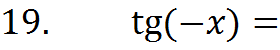 19. tg(−x) =